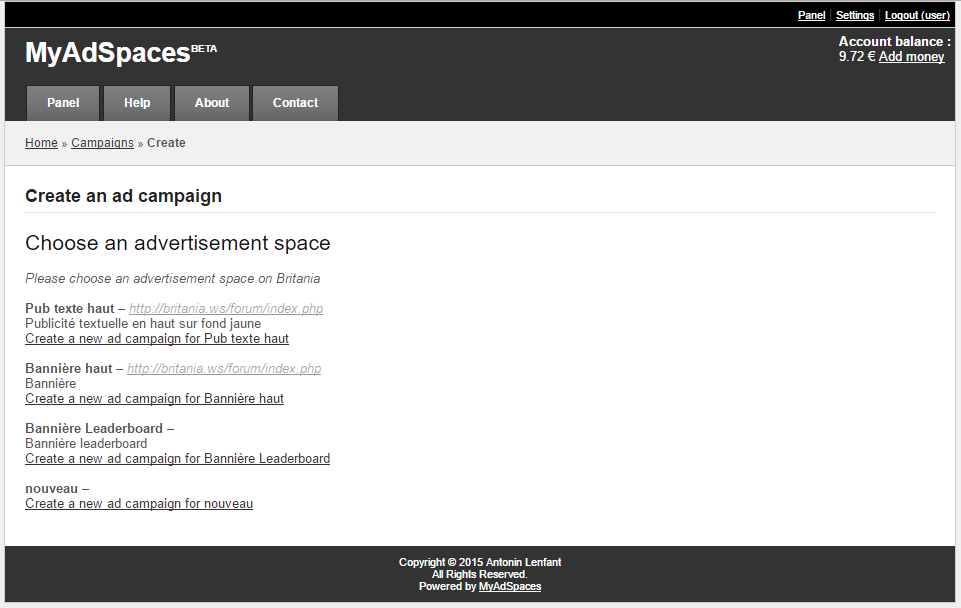 Panel | Settings | Logout (user)
MyAdSpaces BETA
Account balance :
9.72 € Add money
Panel Help About Contact
Home » Campaigns » Create
Create an ad campaign
Choose an advertisement space
Please choose an advertisement space on Britania
Pub texte haut – http://britania.ws/forum/index.php
Publicité textuelle en haut sur fond jaune
Create a new ad campaign for Pub texte haut
Bannière haut – http://britania.ws/forum/index.php
Bannière
Create a new ad campaign for Bannière haut
Bannière Leaderboard –
Bannière leaderboard
Create a new ad campaign for Bannière Leaderboard
nouveau –
Create a new ad campaign for nouveau
Copyright © 2015 Antonin Lenfant
All Rights Reserved.
Powered by MyAdSpaces